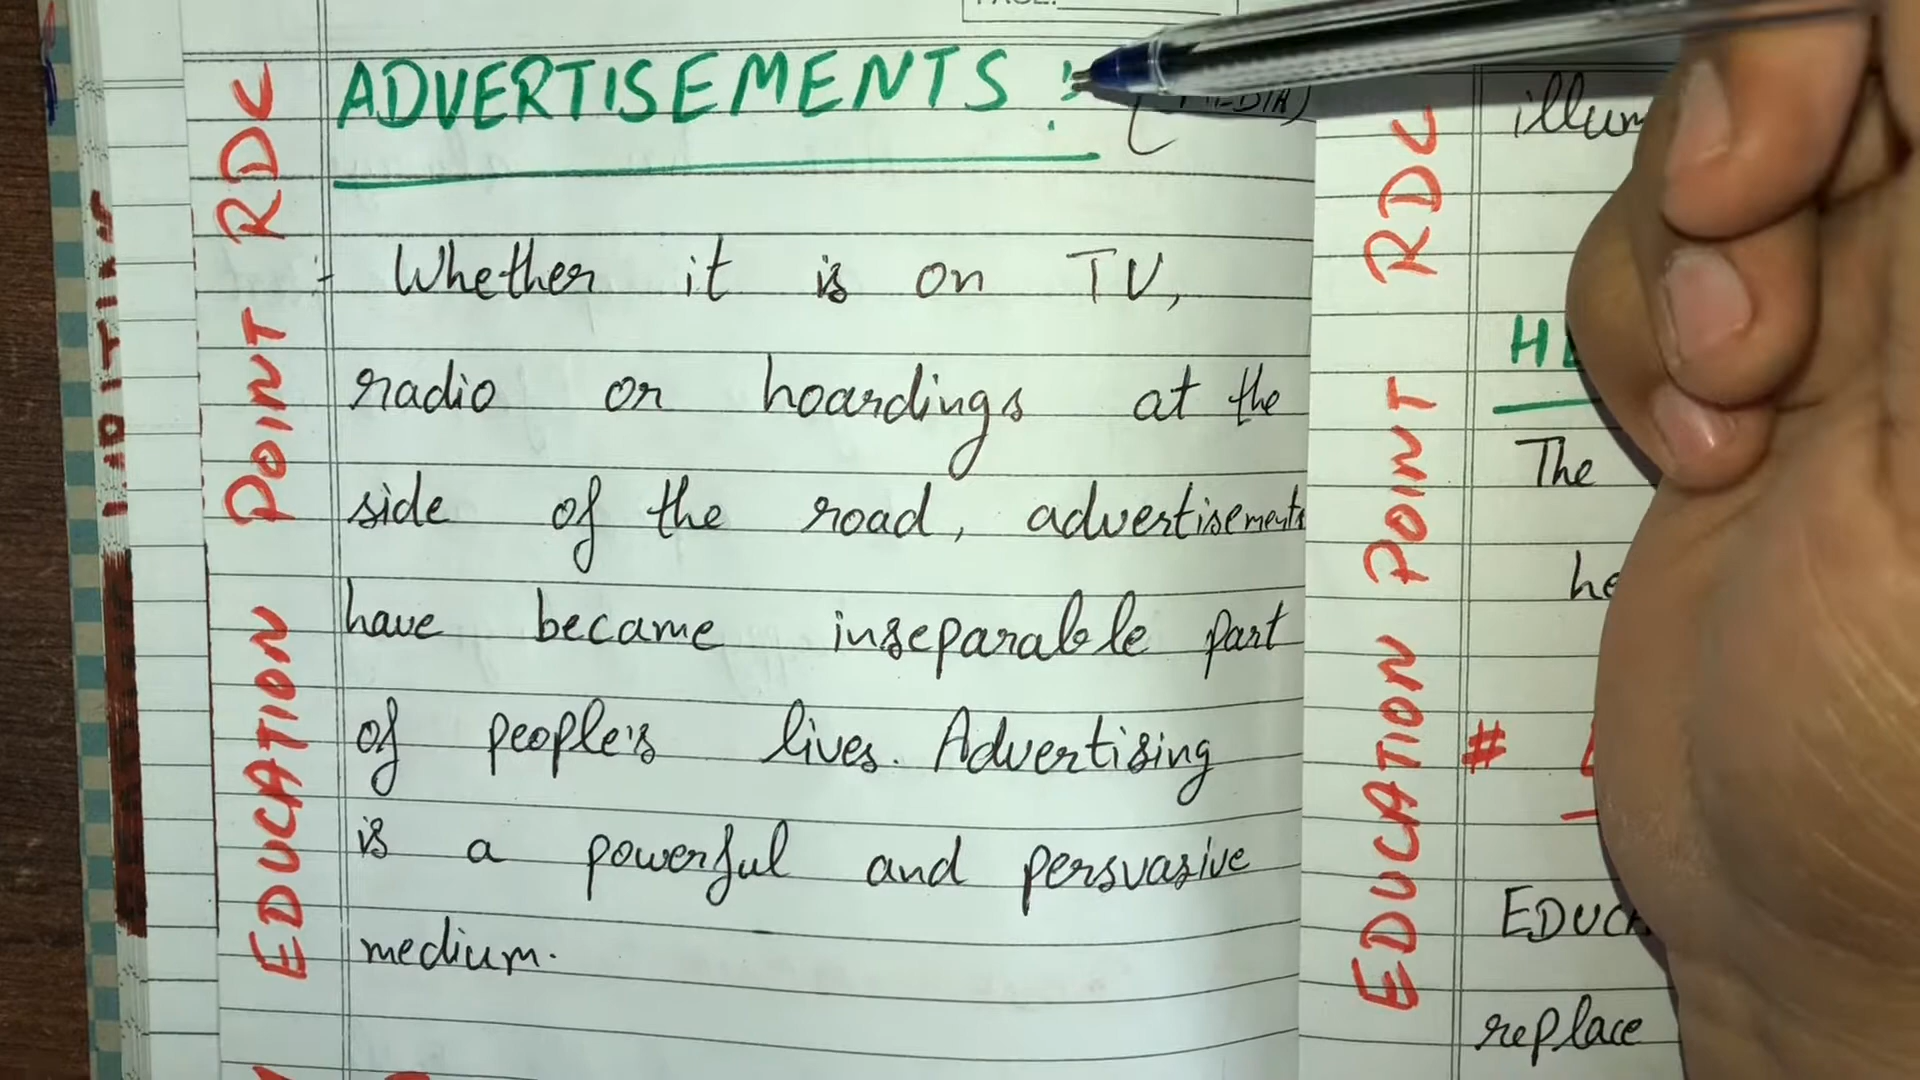 ADVERTISEMENTS :
MEDIA)
Whether it is on TV,
radio or hoardings at the
side of the road, advertisements
have became inseparable part
of people's lives. Advertising
is a powerful and persuasive
medium.
EDUCATION POINT RDC
EDUCATION POINT RDC
The
#
replace